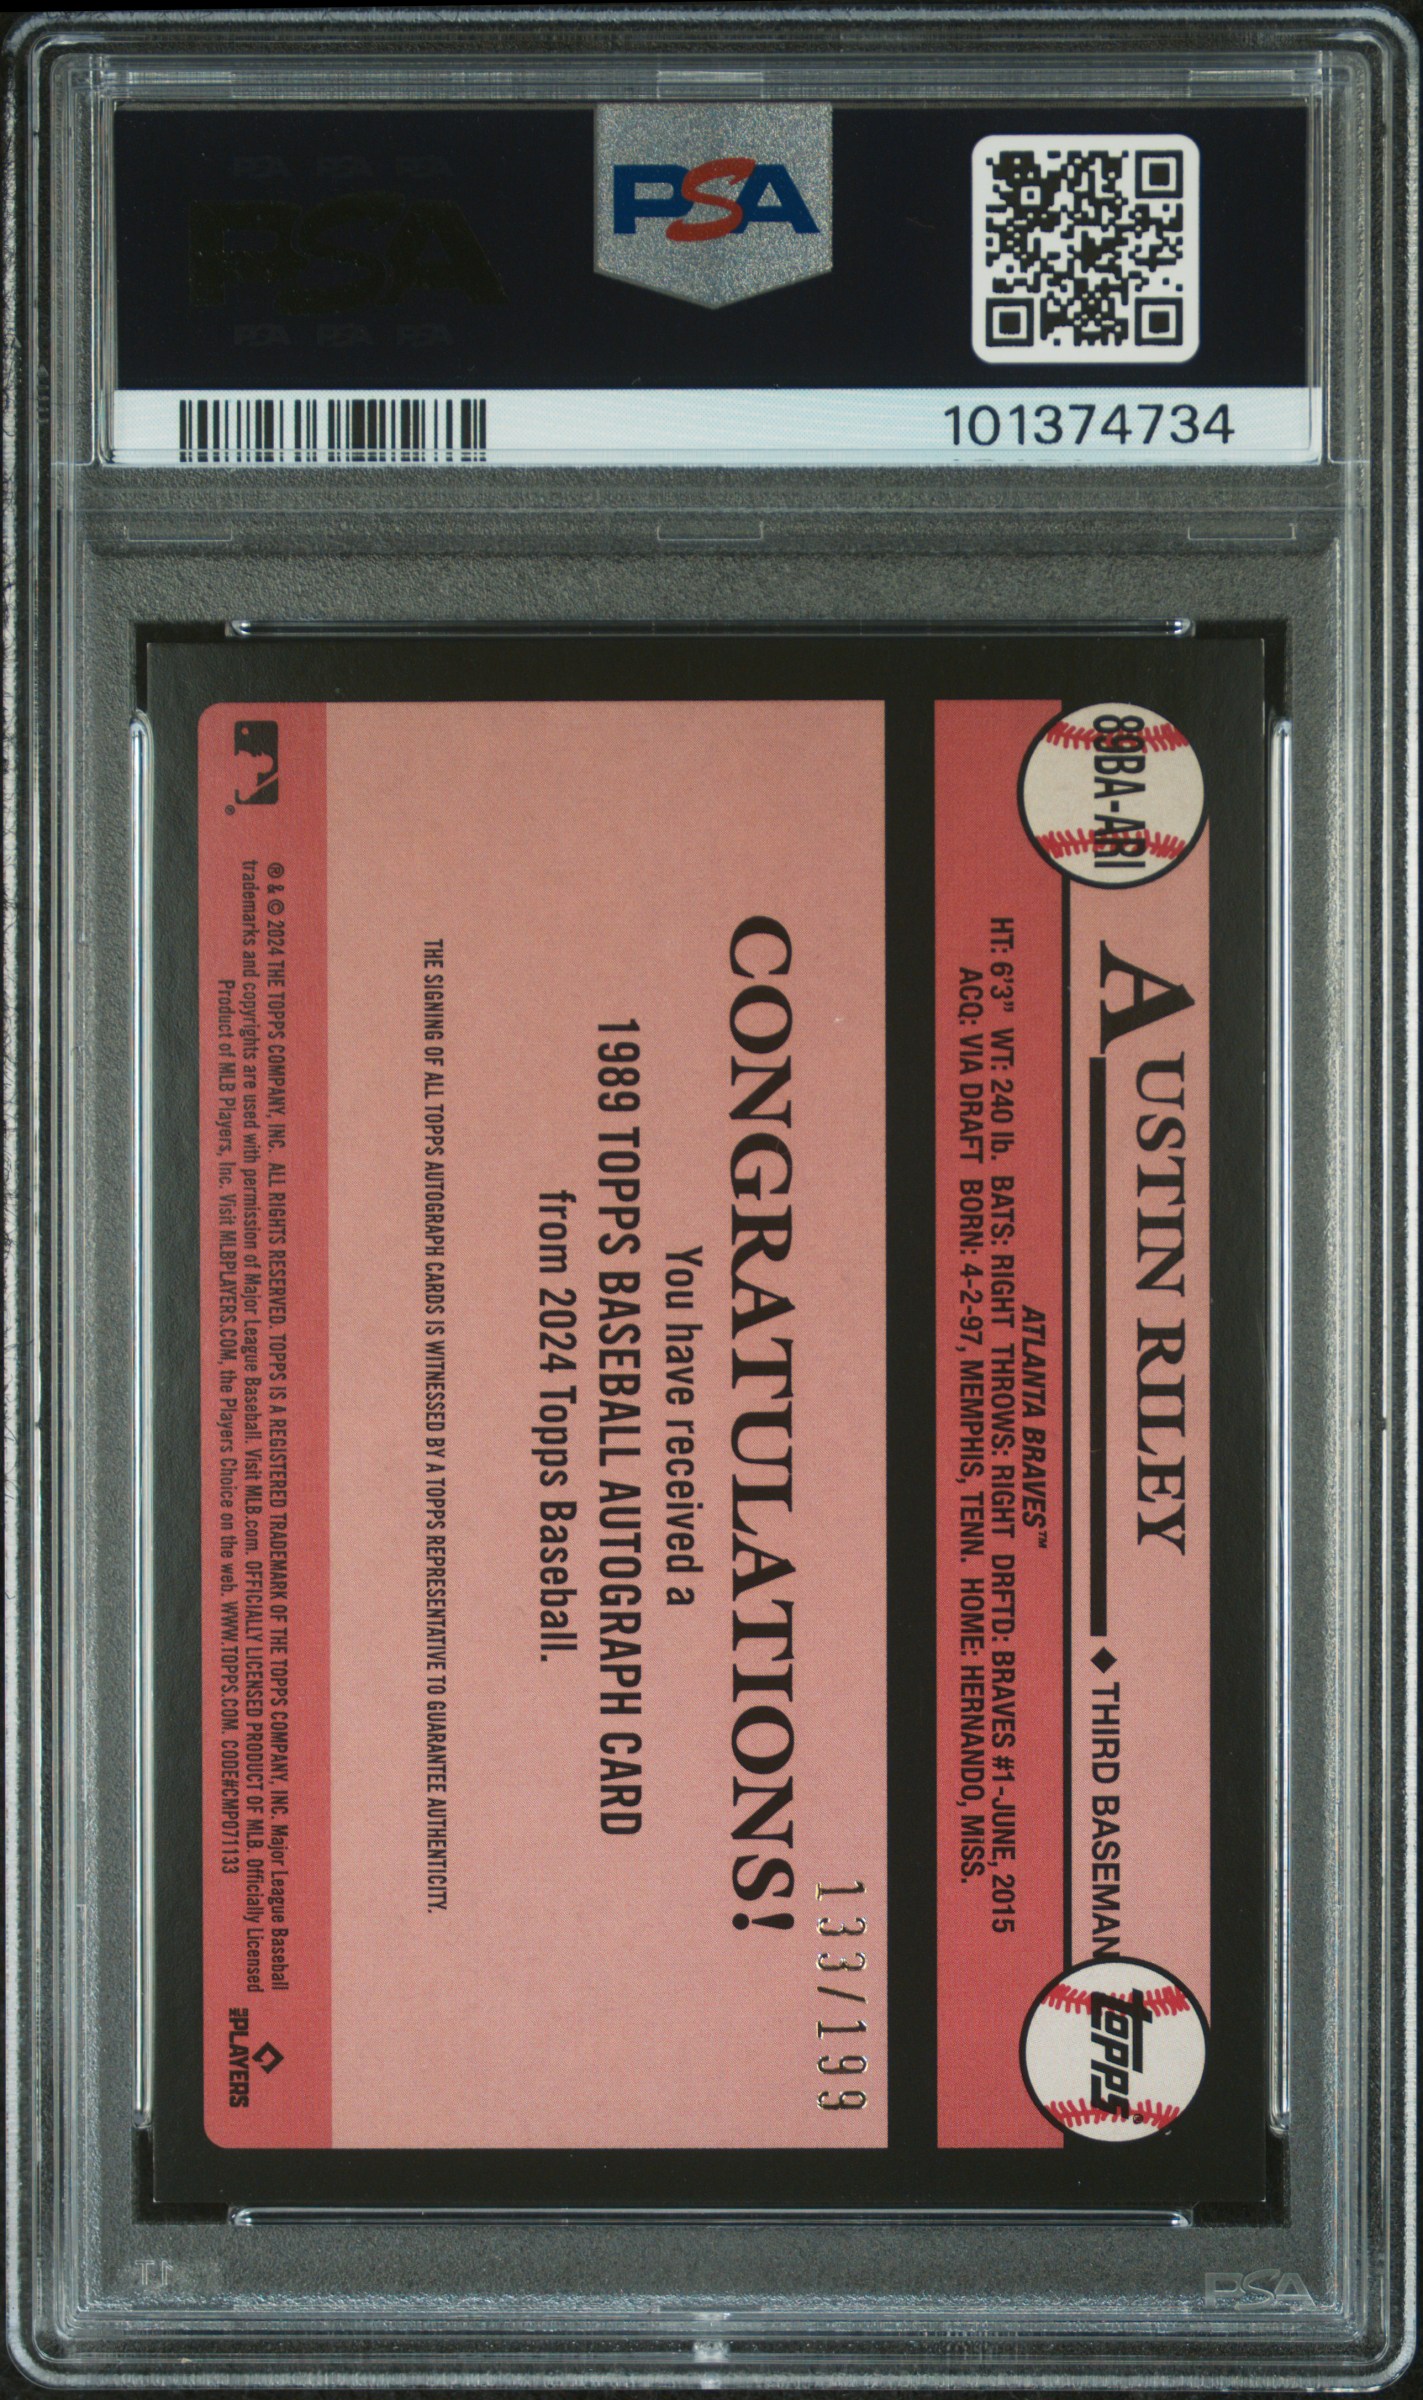 PSA
PSA
101374734
89BA-ARI
AUSTIN RILEY
◆ THIRD BASEMAN
topps®
ATLANTA BRAVES™
HT: 6'3" WT: 240 lb. BATS: RIGHT THROWS: RIGHT DRFTD: BRAVES #1-JUNE, 2015
ACQ: VIA DRAFT BORN: 4-2-97, MEMPHIS, TENN. HOME: HERNANDO, MISS.
133/199
CONGRATULATIONS!
You have received a
1989 TOPPS BASEBALL AUTOGRAPH CARD
from 2024 Topps Baseball.
THE SIGNING OF ALL TOPPS AUTOGRAPH CARDS IS WITNESSED BY A TOPPS REPRESENTATIVE TO GUARANTEE AUTHENTICITY.
® & © 2024 THE TOPPS COMPANY, INC. ALL RIGHTS RESERVED. TOPPS IS A REGISTERED TRADEMARK OF THE TOPPS COMPANY, INC. Major League Baseball
trademarks and copyrights are used with permission of Major League Baseball. Visit MLB.com. OFFICIALLY LICENSED PRODUCT OF MLB. Officially Licensed
Product of MLB Players, Inc. Visit MLBPLAYERS.COM, the Players Choice on the web. WWW.TOPPS.COM. CODE#CMP071133
MLB PLAYERS
PSA